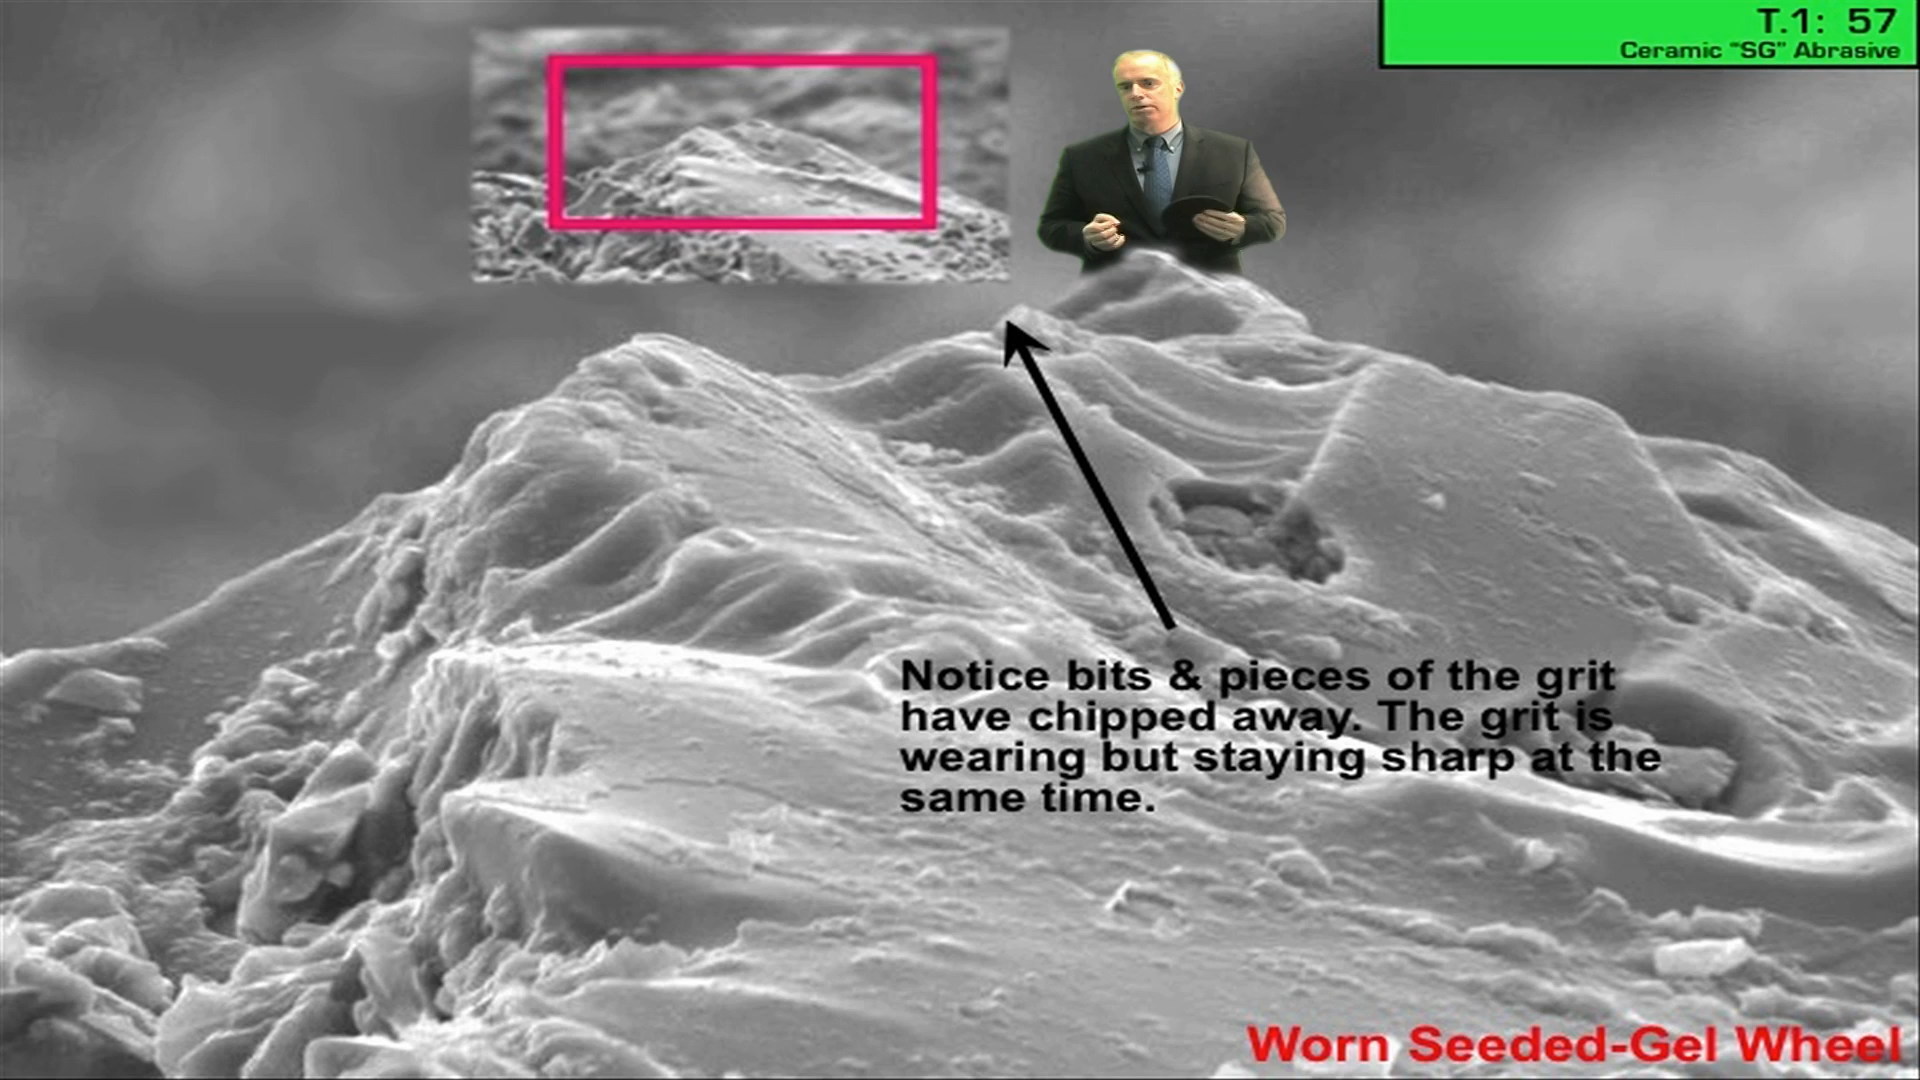 T.1: 57
Ceramic "SG" Abrasive
Notice bits & pieces of the grit
have chipped away. The grit is
wearing but staying sharp at the
same time.
Worn Seeded-Gel Wheel